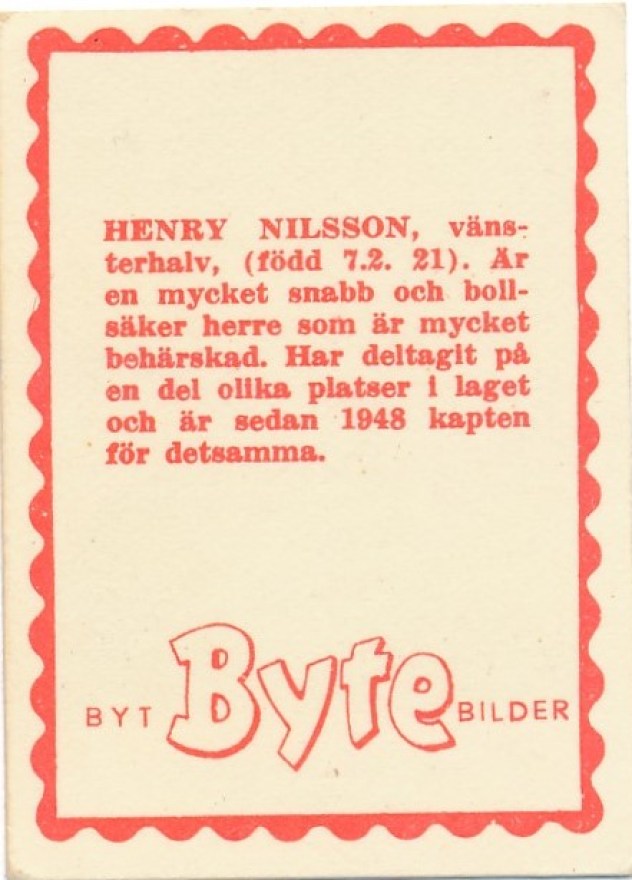 HENRY NILSSON, väns-
terhalv, (född 7.2. 21). Är
en mycket snabb och boll-
säker herre som är mycket
behärskad. Har deltagit på
en del olika platser i laget
och är sedan 1948 kapten
för detsamma.
BYT Byte BILDER